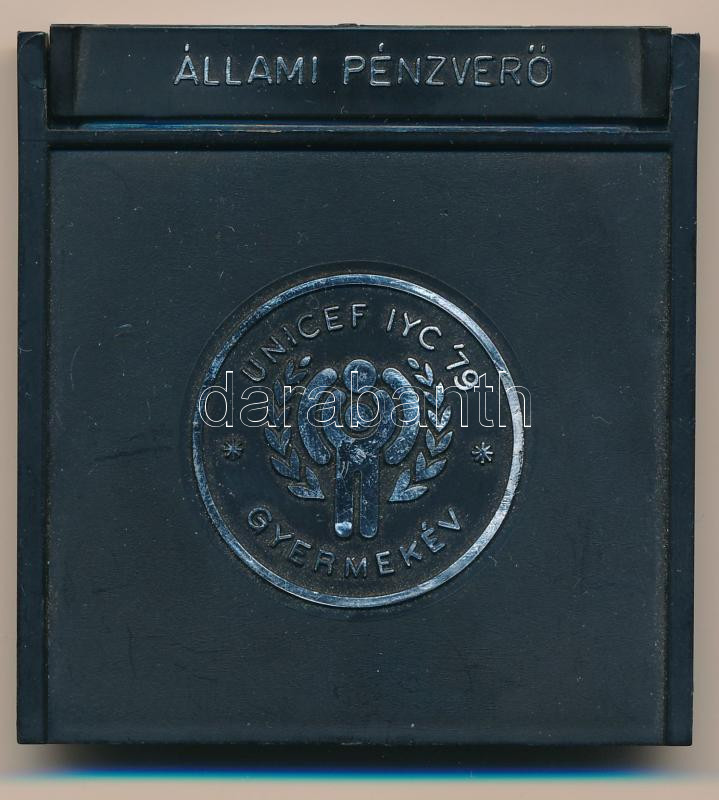 ÁLLAMI PÉNZVERŐ
UNICEF IYC '79
darabanth
GYERMEKÉV